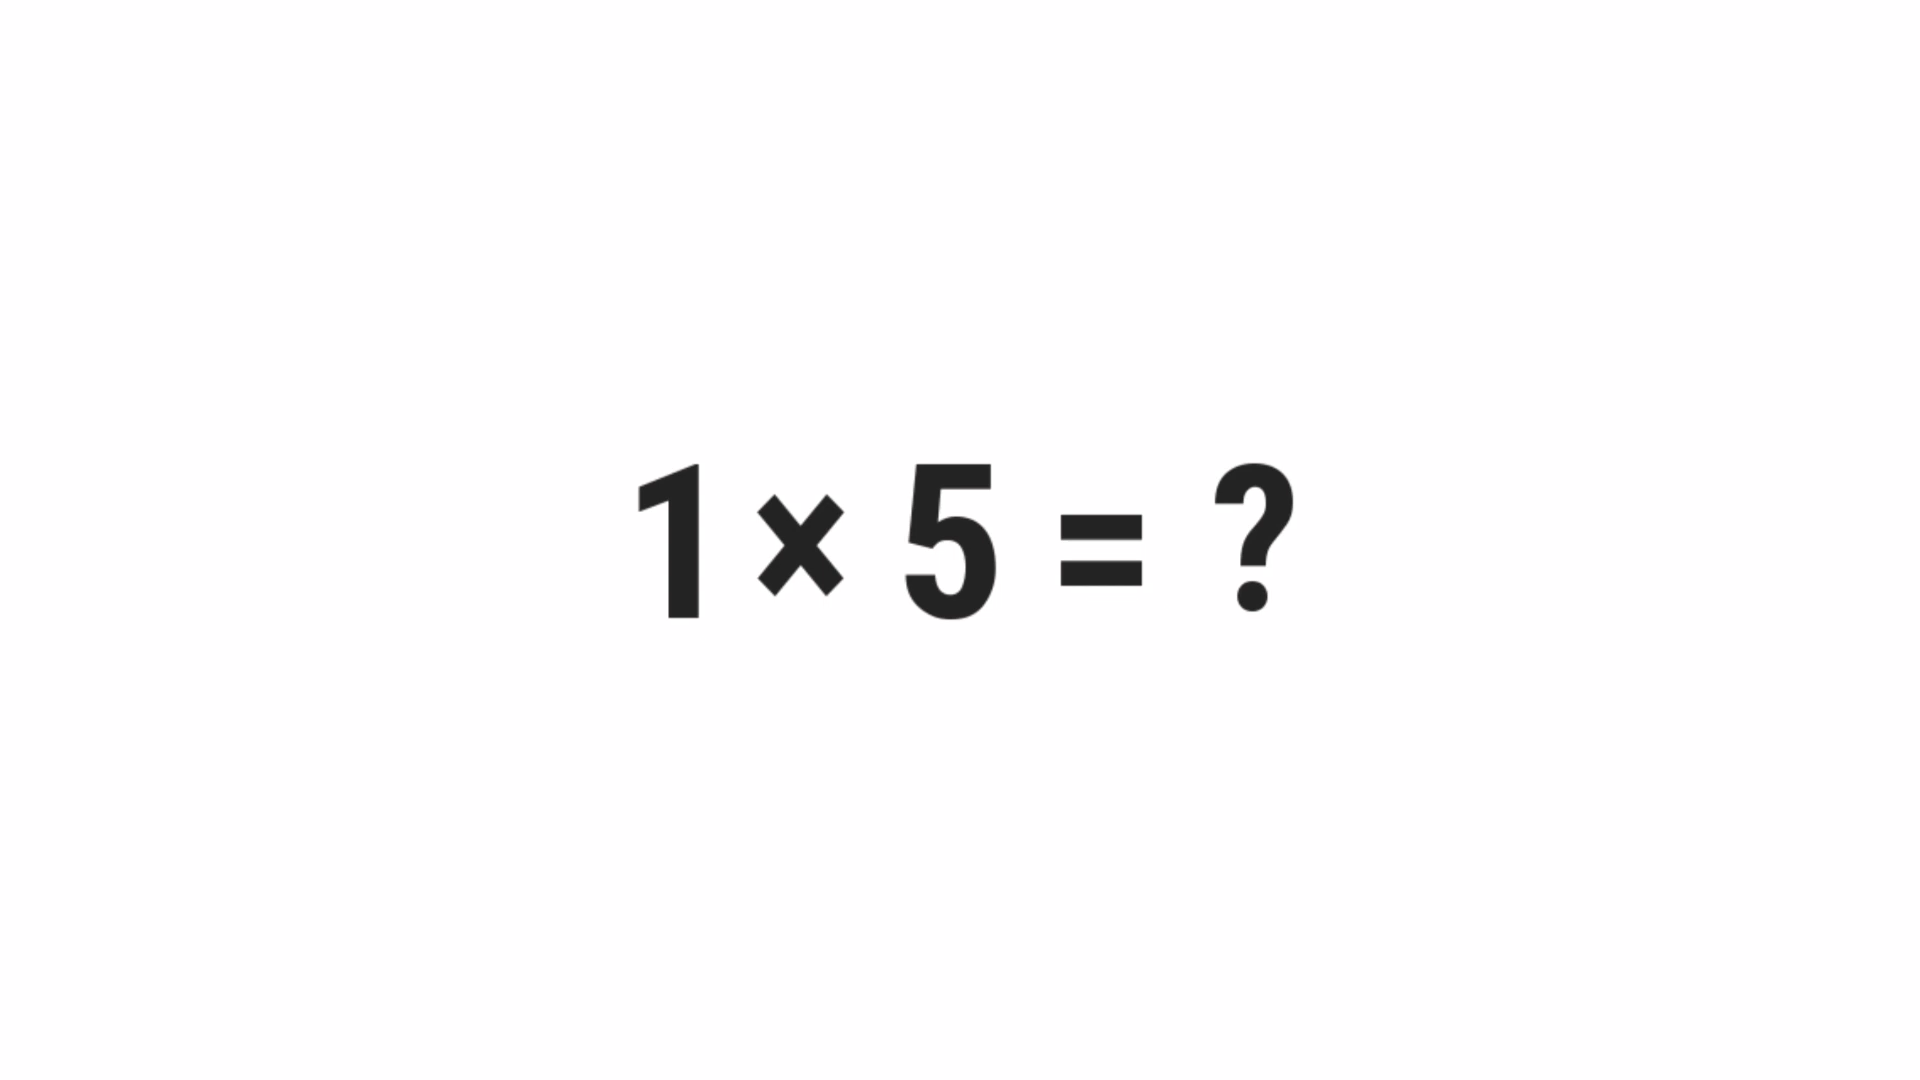 1 × 5 = ?